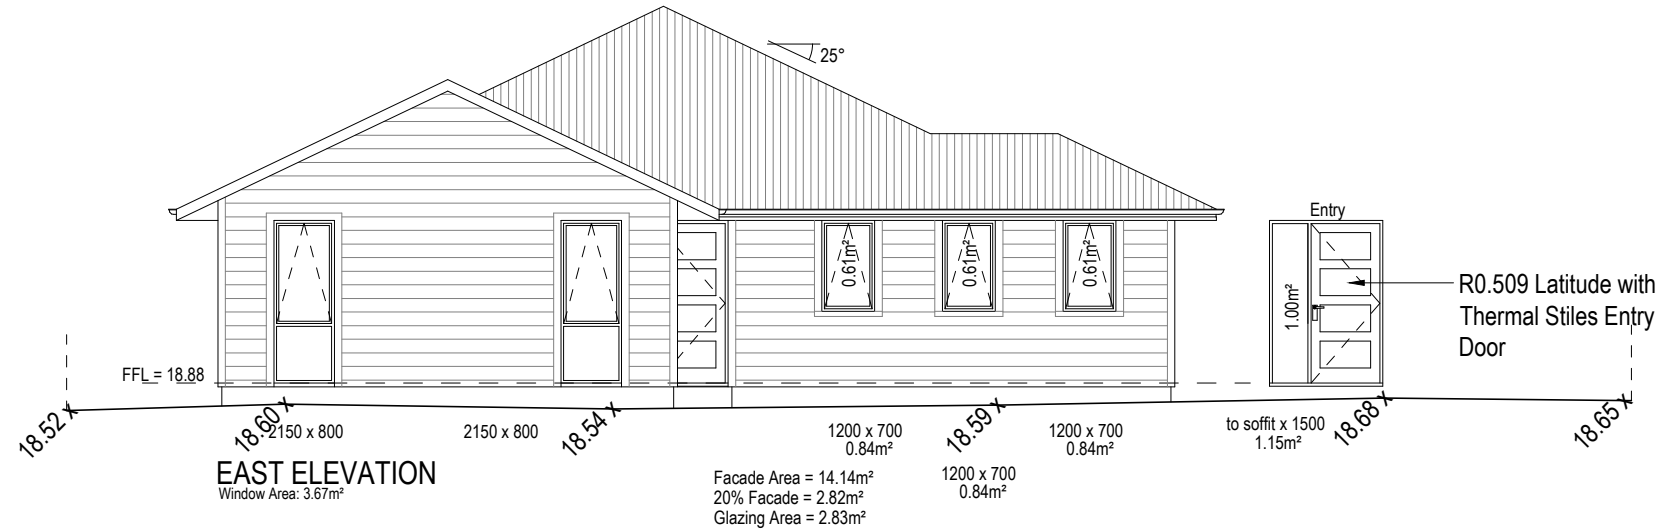 25°
Entry
0.61m²
0.61m²
0.61m²
1.00m²
R0.509 Latitude with
Thermal Stiles Entry
Door
FFL = 18.88
18.52 x
18.60 x
18.54 x
18.59 x
18.68 x
18.65 x
2150 x 800
2150 x 800
1200 x 700
0.84m²
1200 x 700
0.84m²
1200 x 700
0.84m²
to soffit x 1500
1.15m²
EAST ELEVATION
Window Area: 3.67m²
Facade Area = 14.14m²
20% Facade = 2.82m²
Glazing Area = 2.83m²